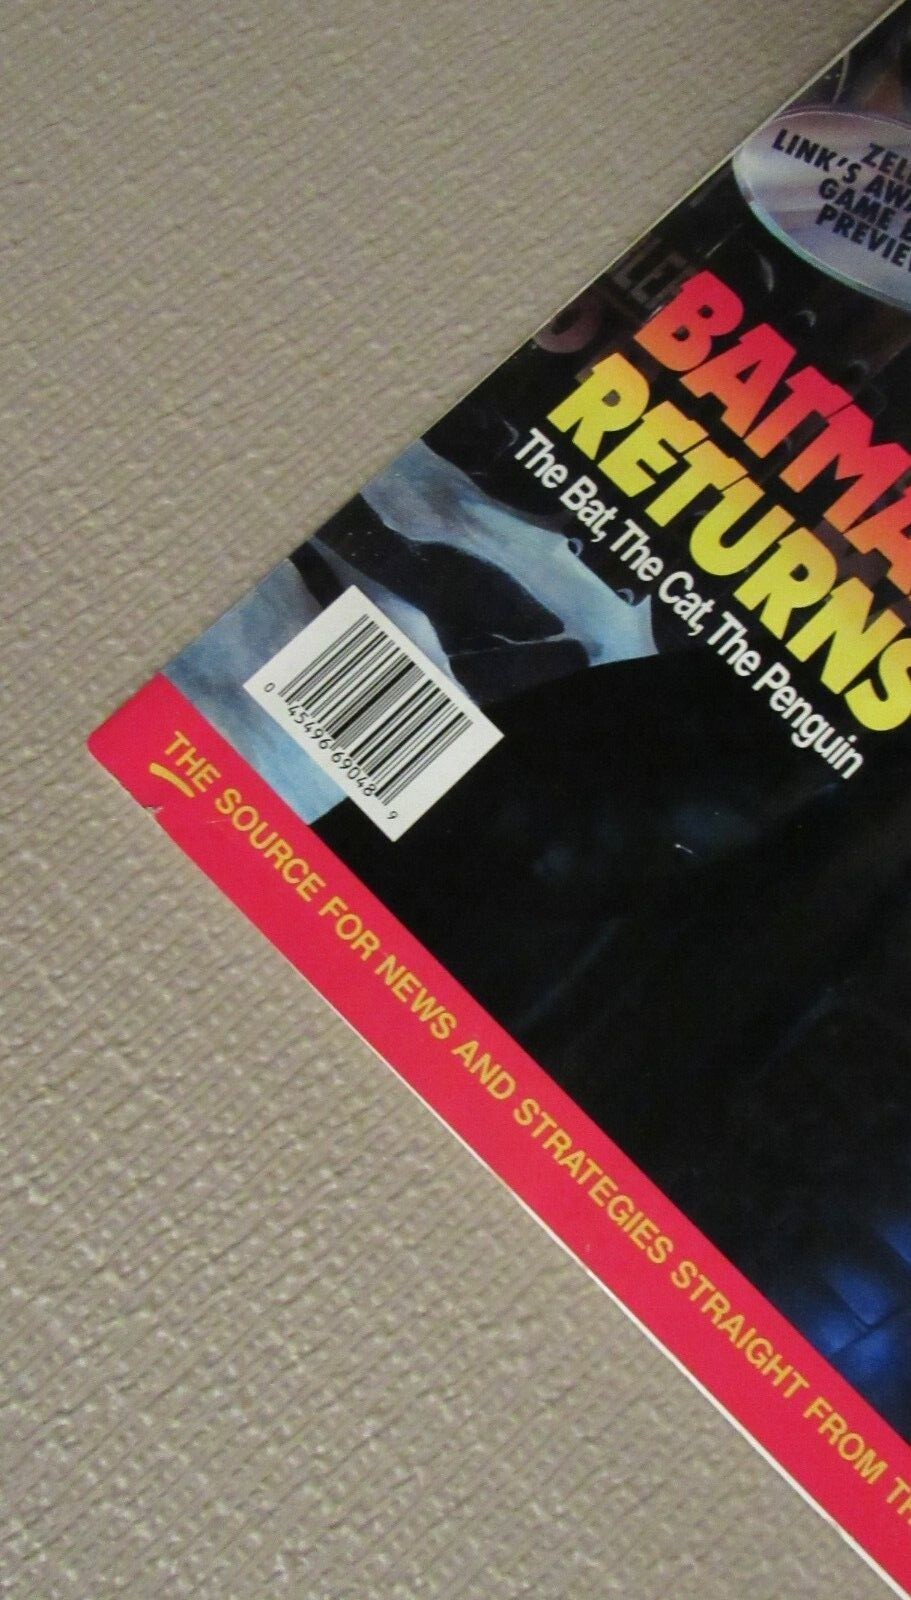 LINK'S
GAME
BATMA
RETURNS
The Bat, The Cat, The Penguin
0 45496 69048 9
THE SOURCE FOR NEWS AND STRATEGIES STRAIGHT FROM